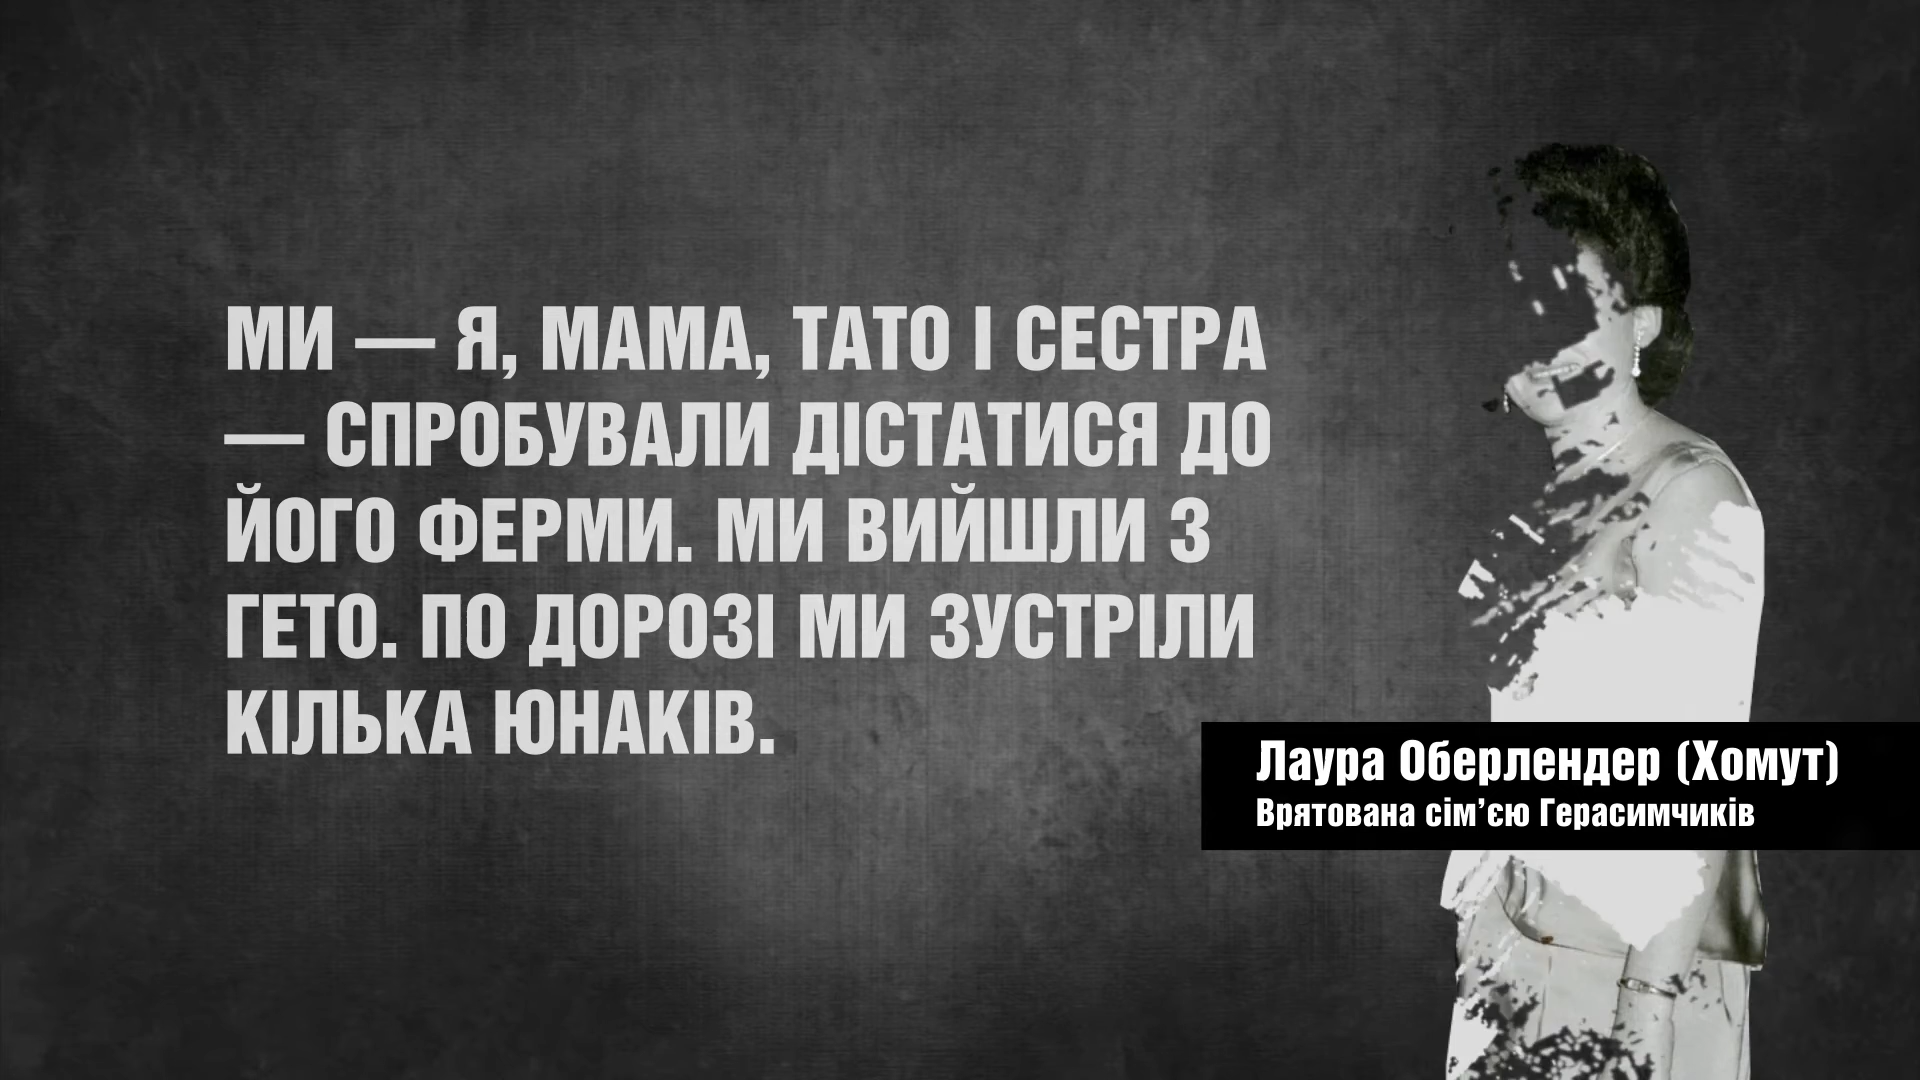 МИ — Я, МАМА, ТАТО І СЕСТРА
— СПРОБУВАЛИ ДІСТАТИСЯ ДО
ЙОГО ФЕРМИ. МИ ВИЙШЛИ З
ГЕТО. ПО ДОРОЗІ МИ ЗУСТРІЛИ
КІЛЬКА ЮНАКІВ.
Лаура Оберлендер (Хомут)
Врятована сім’єю Герасимчиків